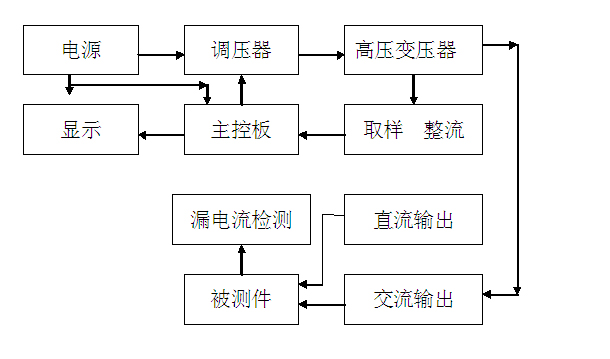 电源
调压器
高压变压器
显示
主控板
取样 整流
漏电流检测
直流输出
被测件
交流输出